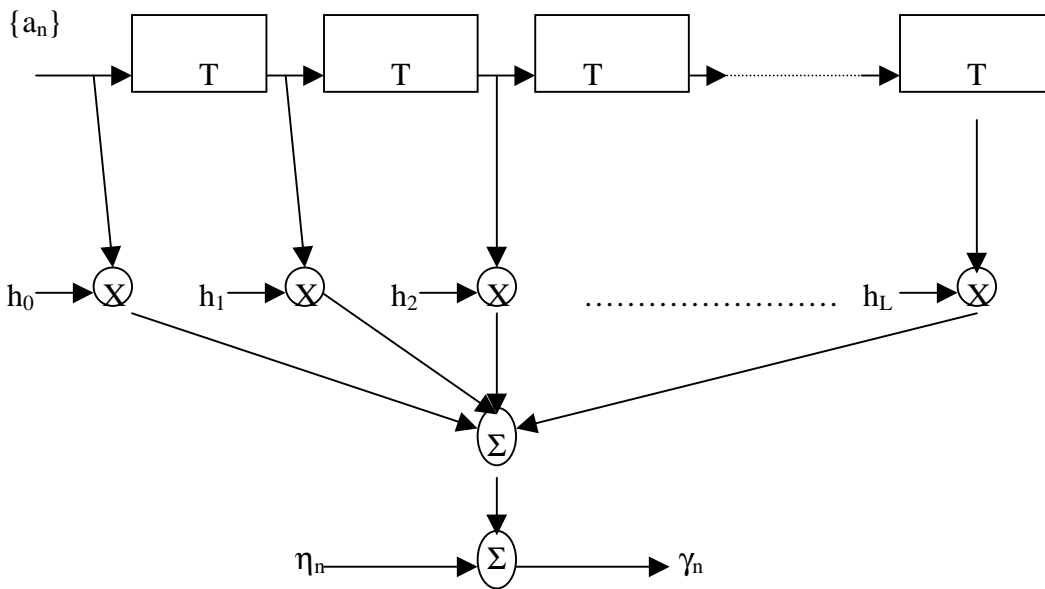 {aₙ}
T T T T
X X X X
h₀ h₁ h₂ ........................ h_L
Σ
ηₙ Σ γₙ